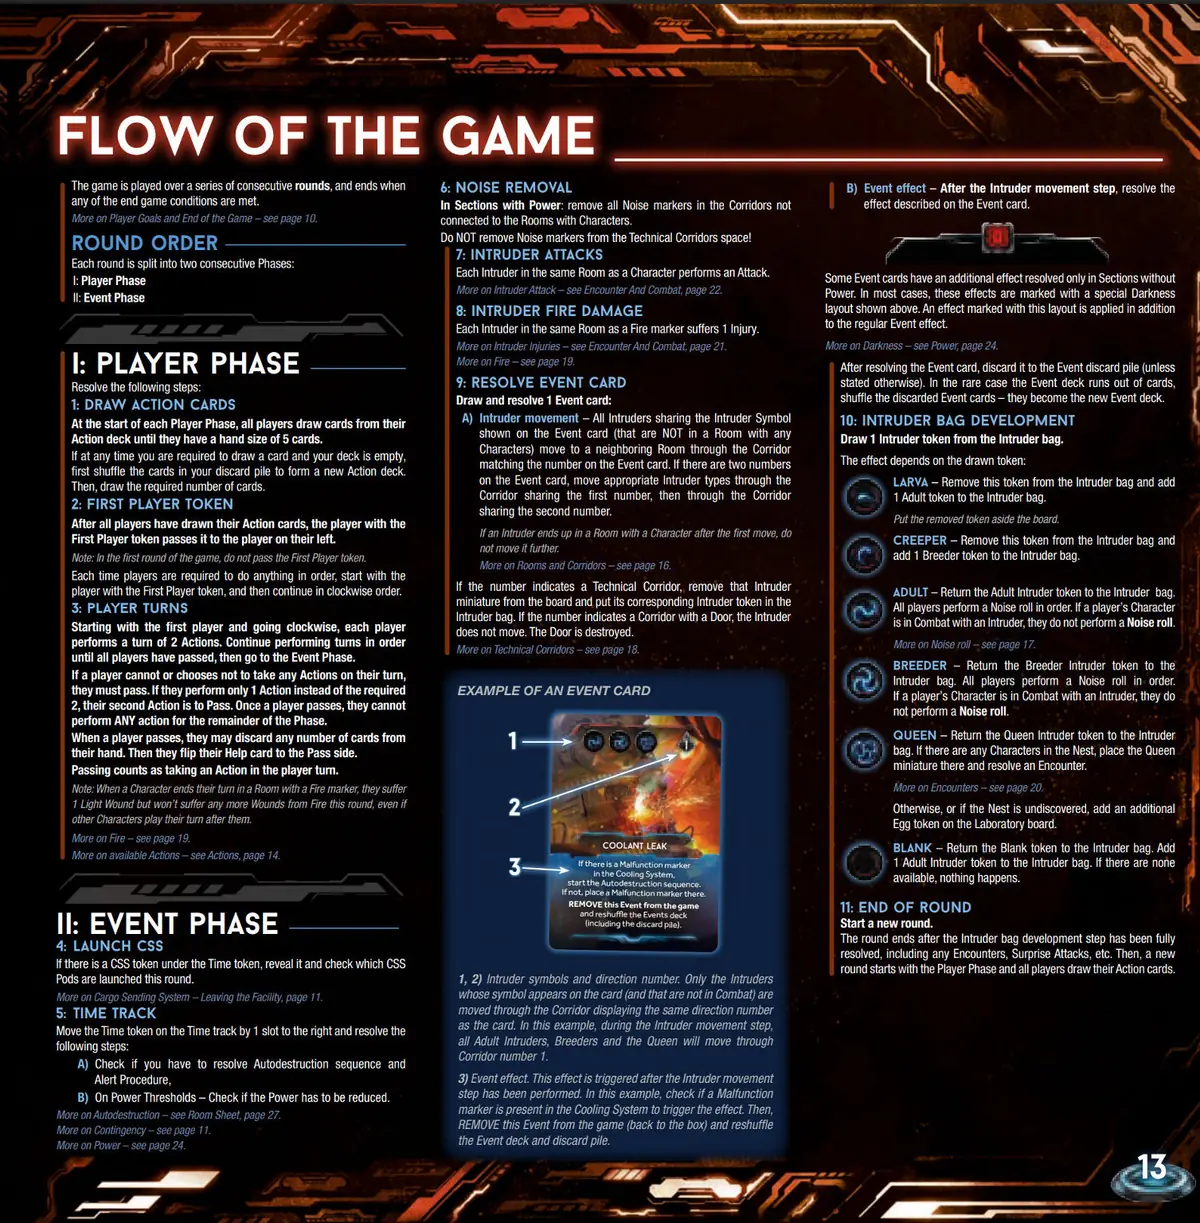 FLOW OF THE GAME
The game is played over a series of consecutive rounds, and ends when
any of the end game conditions are met.
More on Player Goals and End of the Game – see page 10.
ROUND ORDER
Each round is split into two consecutive Phases:
I: Player Phase
II: Event Phase
I: PLAYER PHASE
Resolve the following steps:
1: DRAW ACTION CARDS
At the start of each Player Phase, all players draw cards from their
Action deck until they have a hand size of 5 cards.
If at any time you are required to draw a card and your deck is empty,
first shuffle the cards in your discard pile to form a new Action deck.
Then, draw the required number of cards.
2: FIRST PLAYER TOKEN
After all players have drawn their Action cards, the player with the
First Player token passes it to the player on their left.
Note: In the first round of the game, do not pass the First Player token.
Each time players are required to do anything in order, start with the
player with the First Player token, and then continue in clockwise order.
3: PLAYER TURNS
Starting with the first player and going clockwise, each player
performs a turn of 2 Actions. Continue performing turns in order
until all players have passed, then go to the Event Phase.
If a player cannot or chooses not to take any Actions on their turn,
they must pass. If they perform only 1 Action instead of the required
2, their second Action is to Pass. Once a player passes, they cannot
perform ANY action for the remainder of the Phase.
When a player passes, they may discard any number of cards from
their hand. Then they flip their Help card to the Pass side.
Passing counts as taking an Action in the player turn.
Note: When a Character ends their turn in a Room with a Fire marker, they suffer
1 Light Wound but won't suffer any more Wounds from Fire this round, even if
other Characters play their turn after them.
More on Fire – see page 19.
More on available Actions – see Actions, page 14.
II: EVENT PHASE
4: LAUNCH CSS
If there is a CSS token under the Time token, reveal it and check which CSS
Pods are launched this round.
More on Cargo Sending System – Leaving the Facility, page 11.
5: TIME TRACK
Move the Time token on the Time track by 1 slot to the right and resolve the
following steps:
A) Check if you have to resolve Autodestruction sequence and
Alert Procedure,
B) On Power Thresholds – Check if the Power has to be reduced.
More on Autodestruction – see Room Sheet, page 27.
More on Contingency – see page 11.
More on Power – see page 24.
6: NOISE REMOVAL
In Sections with Power: remove all Noise markers in the Corridors not
connected to the Rooms with Characters.
Do NOT remove Noise markers from the Technical Corridors space!
7: INTRUDER ATTACKS
Each Intruder in the same Room as a Character performs an Attack.
More on Intruder Attack – see Encounter And Combat, page 22.
8: INTRUDER FIRE DAMAGE
Each Intruder in the same Room as a Fire marker suffers 1 Injury.
More on Intruder Injuries – see Encounter And Combat, page 21.
More on Fire – see page 19.
9: RESOLVE EVENT CARD
Draw and resolve 1 Event card:
A) Intruder movement – All Intruders sharing the Intruder Symbol
shown on the Event card (that are NOT in a Room with any
Characters) move to a neighboring Room through the Corridor
matching the number on the Event card. If there are two numbers
on the Event card, move appropriate Intruder types through the
Corridor sharing the first number, then through the Corridor
sharing the second number.
If an Intruder ends up in a Room with a Character after the first move, do
not move it further.
More on Rooms and Corridors – see page 16.
If the number indicates a Technical Corridor, remove that Intruder
miniature from the board and put its corresponding Intruder token in the
Intruder bag. If the number indicates a Corridor with a Door, the Intruder
does not move. The Door is destroyed.
More on Technical Corridors – see page 18.
EXAMPLE OF AN EVENT CARD
1
2
3
1
COOLANT LEAK
If there is a Malfunction marker
in the Cooling System,
start the Autodestruction sequence.
If not, place a Malfunction marker there.
REMOVE this Event from the game
and reshuffle the Events deck
(including the discard pile).
1, 2) Intruder symbols and direction number. Only the Intruders
whose symbol appears on the card (and that are not in Combat) are
moved through the Corridor displaying the same direction number
as the card. In this example, during the Intruder movement step,
all Adult Intruders, Breeders and the Queen will move through
Corridor number 1.
3) Event effect. This effect is triggered after the Intruder movement
step has been performed. In this example, check if a Malfunction
marker is present in the Cooling System to trigger the effect. Then,
REMOVE this Event from the game (back to the box) and reshuffle
the Event deck and discard pile.
B) Event effect – After the Intruder movement step, resolve the
effect described on the Event card.
Some Event cards have an additional effect resolved only in Sections without
Power. In most cases, these effects are marked with a special Darkness
layout shown above. An effect marked with this layout is applied in addition
to the regular Event effect.
More on Darkness – see Power, page 24.
After resolving the Event card, discard it to the Event discard pile (unless
stated otherwise). In the rare case the Event deck runs out of cards,
shuffle the discarded Event cards – they become the new Event deck.
10: INTRUDER BAG DEVELOPMENT
Draw 1 Intruder token from the Intruder bag.
The effect depends on the drawn token:
LARVA – Remove this token from the Intruder bag and add
1 Adult token to the Intruder bag.
Put the removed token aside the board.
CREEPER – Remove this token from the Intruder bag and
add 1 Breeder token to the Intruder bag.
ADULT – Return the Adult Intruder token to the Intruder bag.
All players perform a Noise roll in order. If a player's Character
is in Combat with an Intruder, they do not perform a Noise roll.
More on Noise roll – see page 17.
BREEDER – Return the Breeder Intruder token to the
Intruder bag. All players perform a Noise roll in order.
If a player's Character is in Combat with an Intruder, they do
not perform a Noise roll.
QUEEN – Return the Queen Intruder token to the Intruder
bag. If there are any Characters in the Nest, place the Queen
miniature there and resolve an Encounter.
More on Encounters – see page 20.
Otherwise, or if the Nest is undiscovered, add an additional
Egg token on the Laboratory board.
BLANK – Return the Blank token to the Intruder bag. Add
1 Adult Intruder token to the Intruder bag. If there are none
available, nothing happens.
11: END OF ROUND
Start a new round.
The round ends after the Intruder bag development step has been fully
resolved, including any Encounters, Surprise Attacks, etc. Then, a new
round starts with the Player Phase and all players draw their Action cards.
13